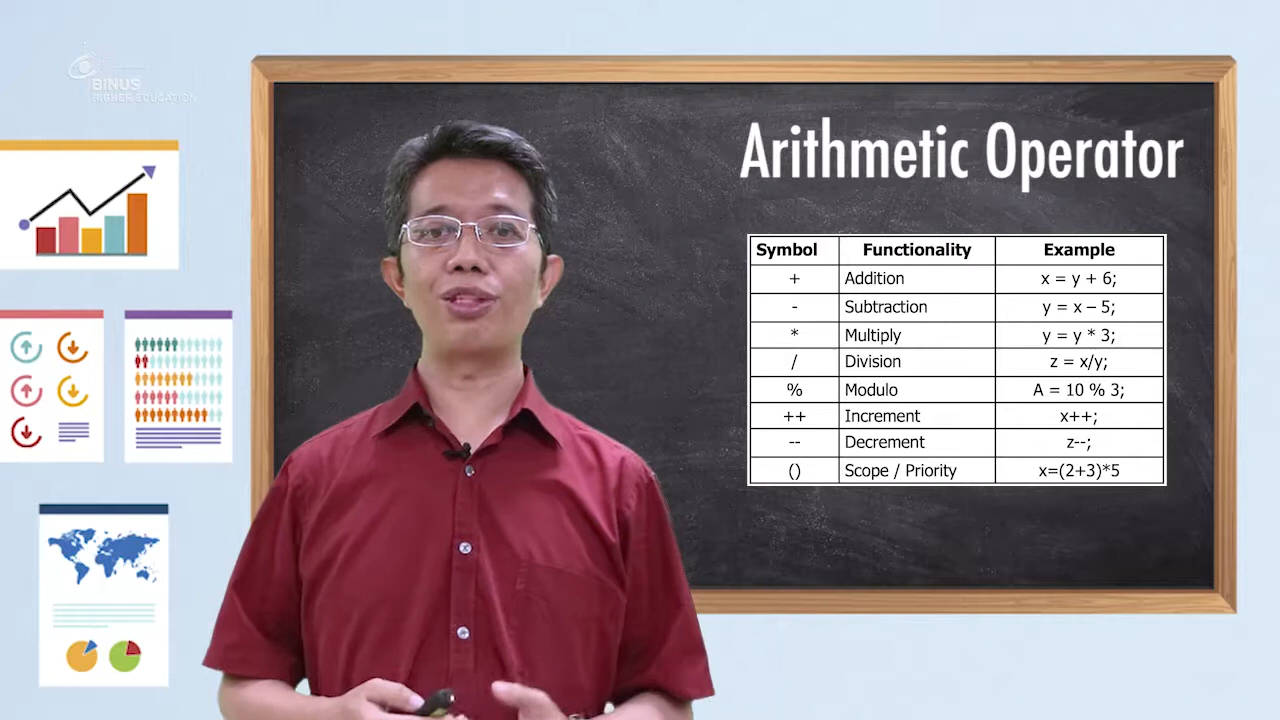 BINUS
HIGHER EDUCATION
Arithmetic Operator
Symbol Functionality Example
+ Addition x = y + 6;
- Subtraction y = x – 5;
* Multiply y = y * 3;
/ Division z = x/y;
% Modulo A = 10 % 3;
++ Increment x++;
-- Decrement z--;
() Scope / Priority x=(2+3)*5